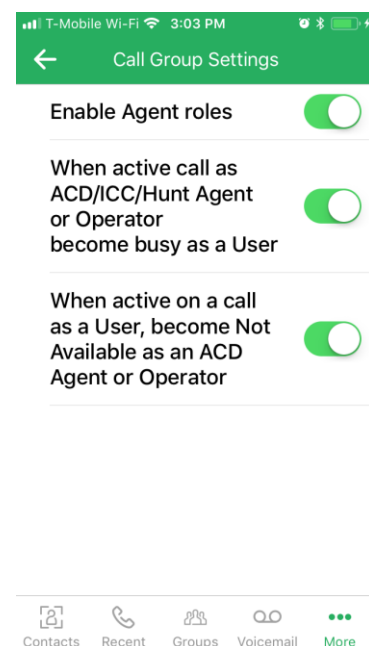 T-Mobile Wi-Fi 3:03 PM
Call Group Settings
Enable Agent roles
When active call as
ACD/ICC/Hunt Agent
or Operator
become busy as a User
When active on a call
as a User, become Not
Available as an ACD
Agent or Operator
Contacts Recent Groups Voicemail More